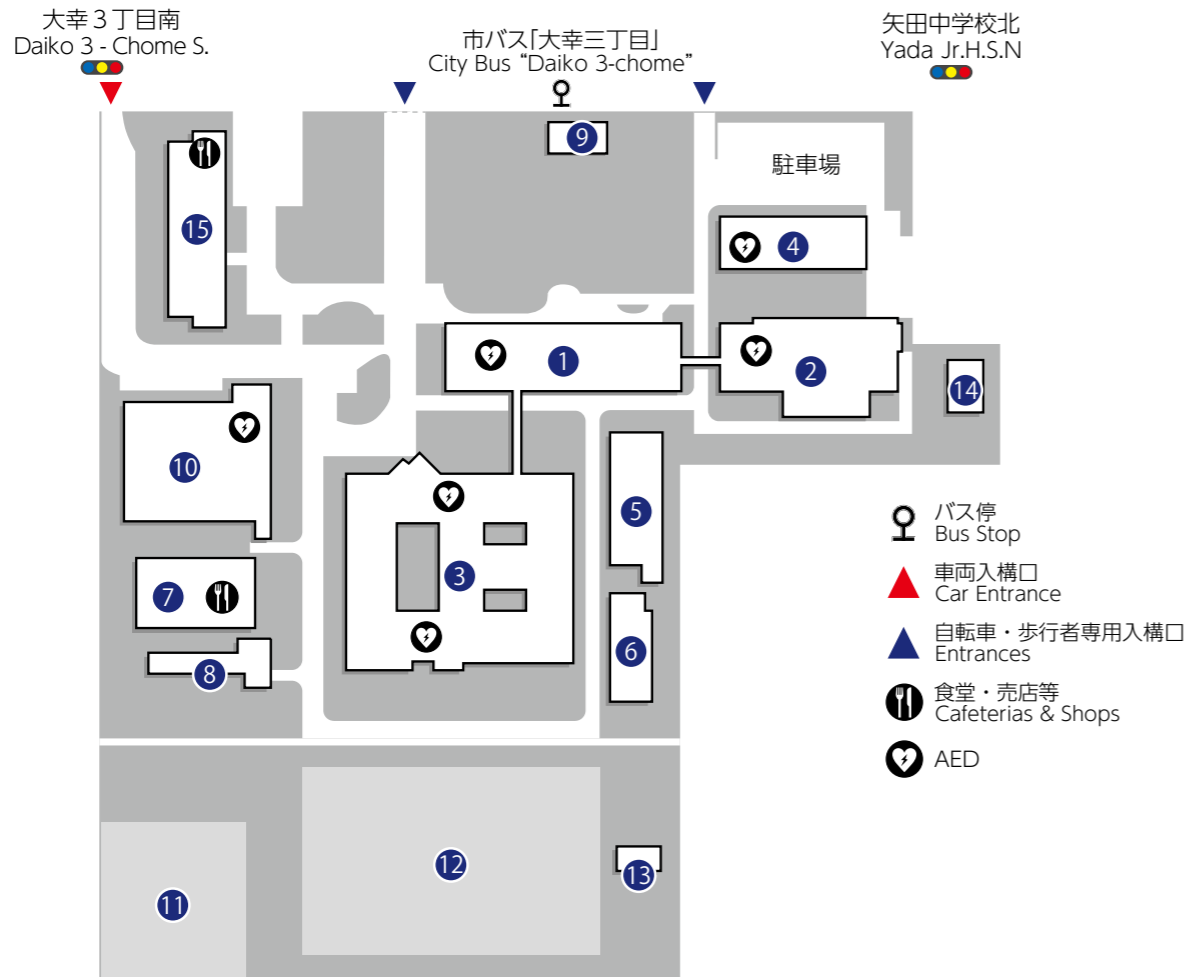 大幸３丁目南
Daiko 3 - Chome S.
市バス「大幸三丁目」
City Bus “Daiko 3-chome”
矢田中学校北
Yada Jr.H.S.N
9
駐車場
15
4
1
2
14
10
5
3
7
6
8
12
13
11
バス停
Bus Stop
車両入構口
Car Entrance
自転車・歩行者専用入構口
Entrances
食堂・売店等
Cafeterias & Shops
AED